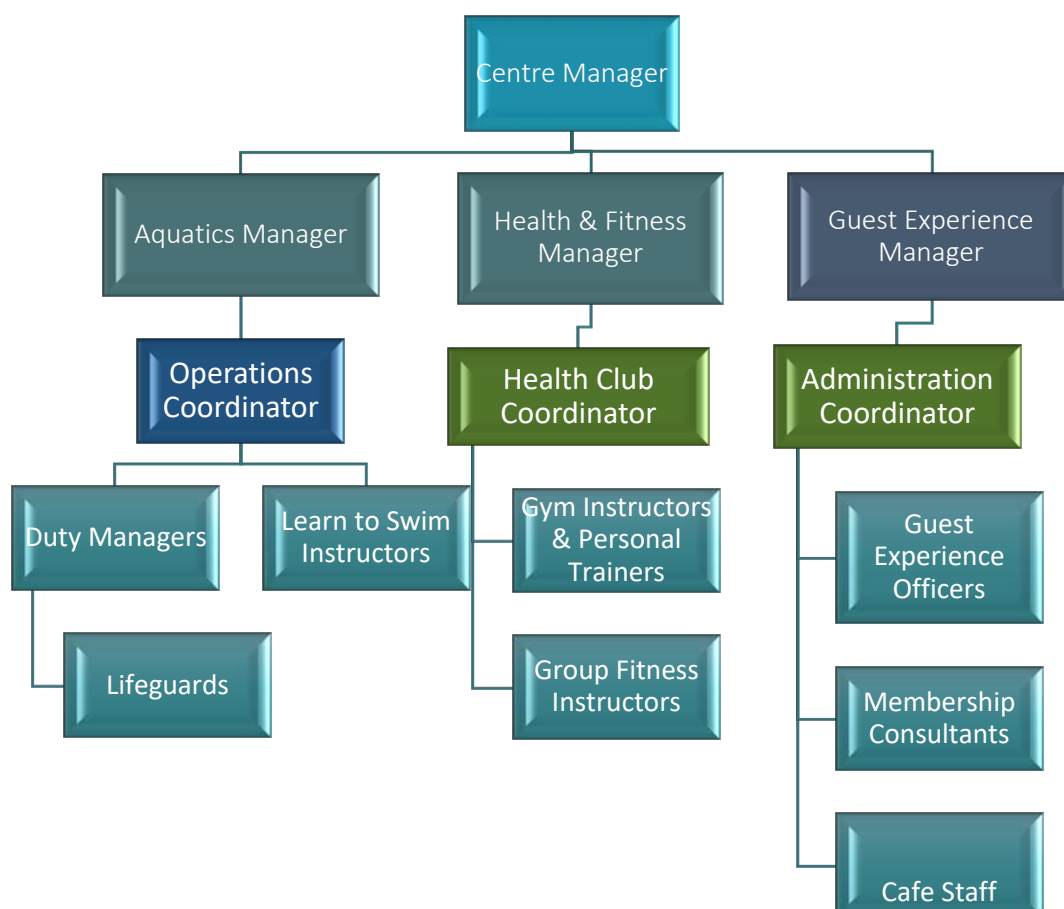 Centre Manager
Aquatics Manager
Health & Fitness
Manager
Guest Experience
Manager
Operations
Coordinator
Health Club
Coordinator
Administration
Coordinator
Duty Managers
Learn to Swim
Instructors
Gym Instructors
& Personal
Trainers
Guest
Experience
Officers
Lifeguards
Group Fitness
Instructors
Membership
Consultants
Cafe Staff